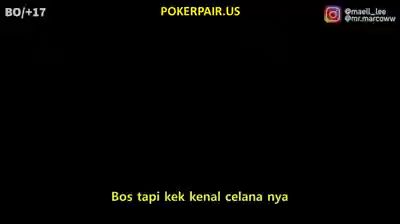 BO/+17
POKERPAIR.US
@maell_lee
@mr.marcoww
Bos tapi kek kenal celana nya